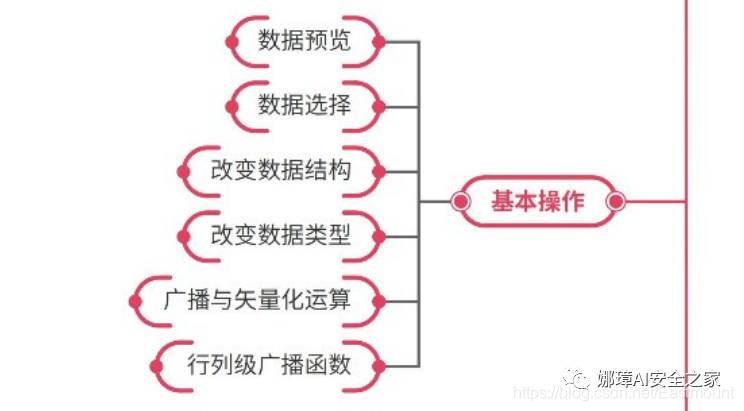 数据预览
数据选择
改变数据结构
改变数据类型
广播与矢量化运算
行列级广播函数
基本操作
娜璋AI安全之家
https://blog.csdn.net/Eastmount